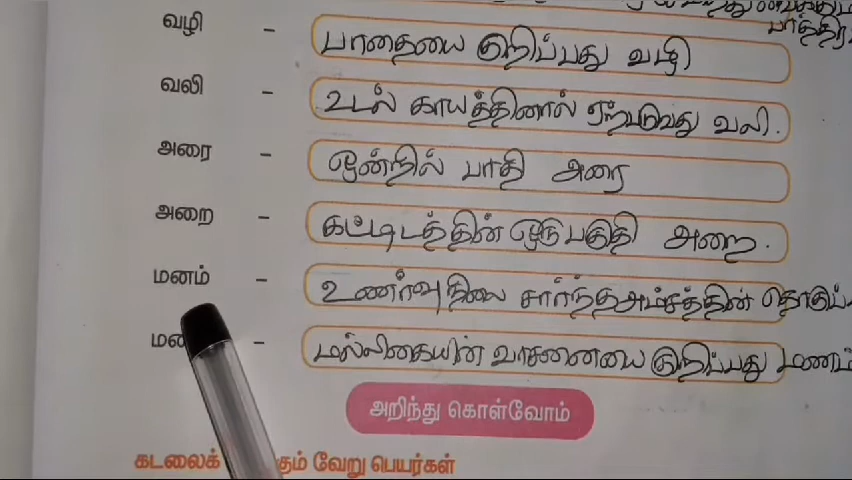 வழி – பாதையை குறிப்பது வழி
வலி – உடல் காயத்தினால் ஏற்படுவது வலி.
அரை – ஒன்றில் பாதி அரை
அறை – கட்டிடத்தின் ஒரு பகுதி அறை.
மனம் – உணர்வு நிலை சார்ந்த அம்சத்தின் தொகுப்
– மல்லிகையின் வாசனையை குறிப்பது மணம்
அறிந்து கொள்வோம்
கடலைக் கும் வேறு பெயர்கள்